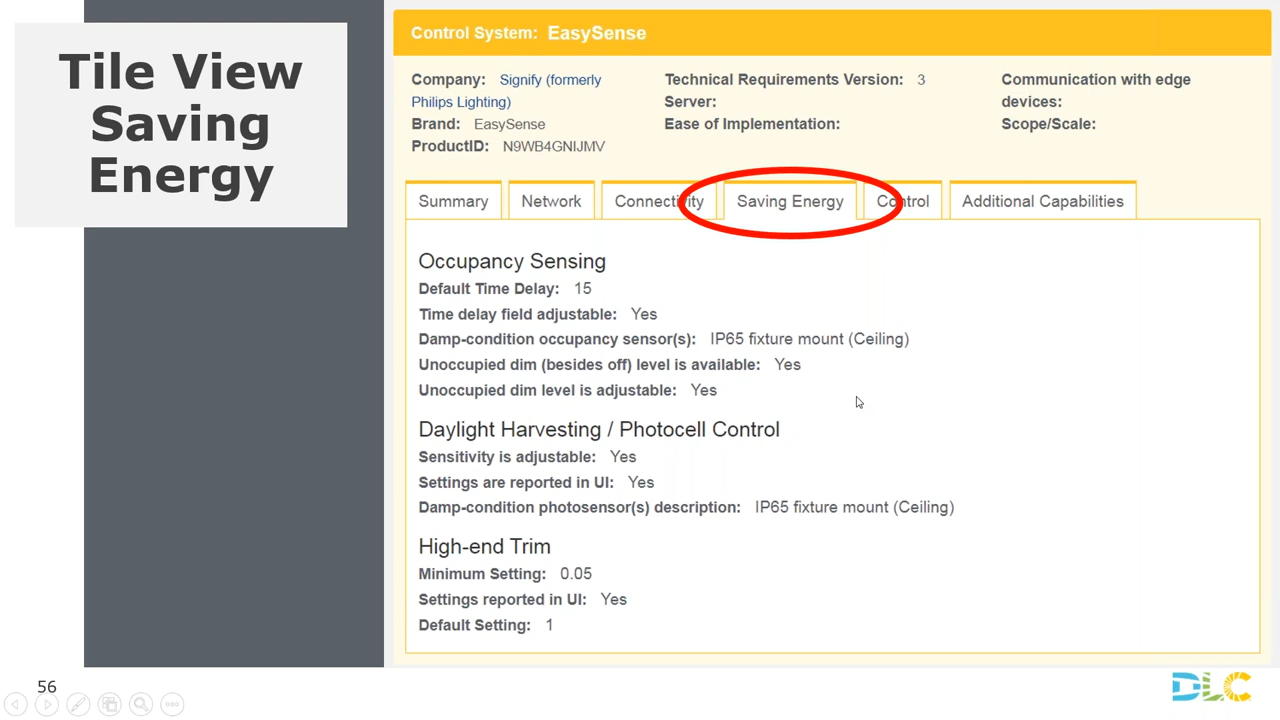 Tile View
Saving
Energy
Control System: EasySense
Company: Signify (formerly
Philips Lighting)
Brand: EasySense
ProductID: N9WB4GNIJMV
Technical Requirements Version: 3
Server:
Ease of Implementation:
Communication with edge
devices:
Scope/Scale:
Summary Network Connectivity Saving Energy Control Additional Capabilities
Occupancy Sensing
Default Time Delay: 15
Time delay field adjustable: Yes
Damp-condition occupancy sensor(s): IP65 fixture mount (Ceiling)
Unoccupied dim (besides off) level is available: Yes
Unoccupied dim level is adjustable: Yes
Daylight Harvesting / Photocell Control
Sensitivity is adjustable: Yes
Settings are reported in UI: Yes
Damp-condition photosensor(s) description: IP65 fixture mount (Ceiling)
High-end Trim
Minimum Setting: 0.05
Settings reported in UI: Yes
Default Setting: 1
56
DLC